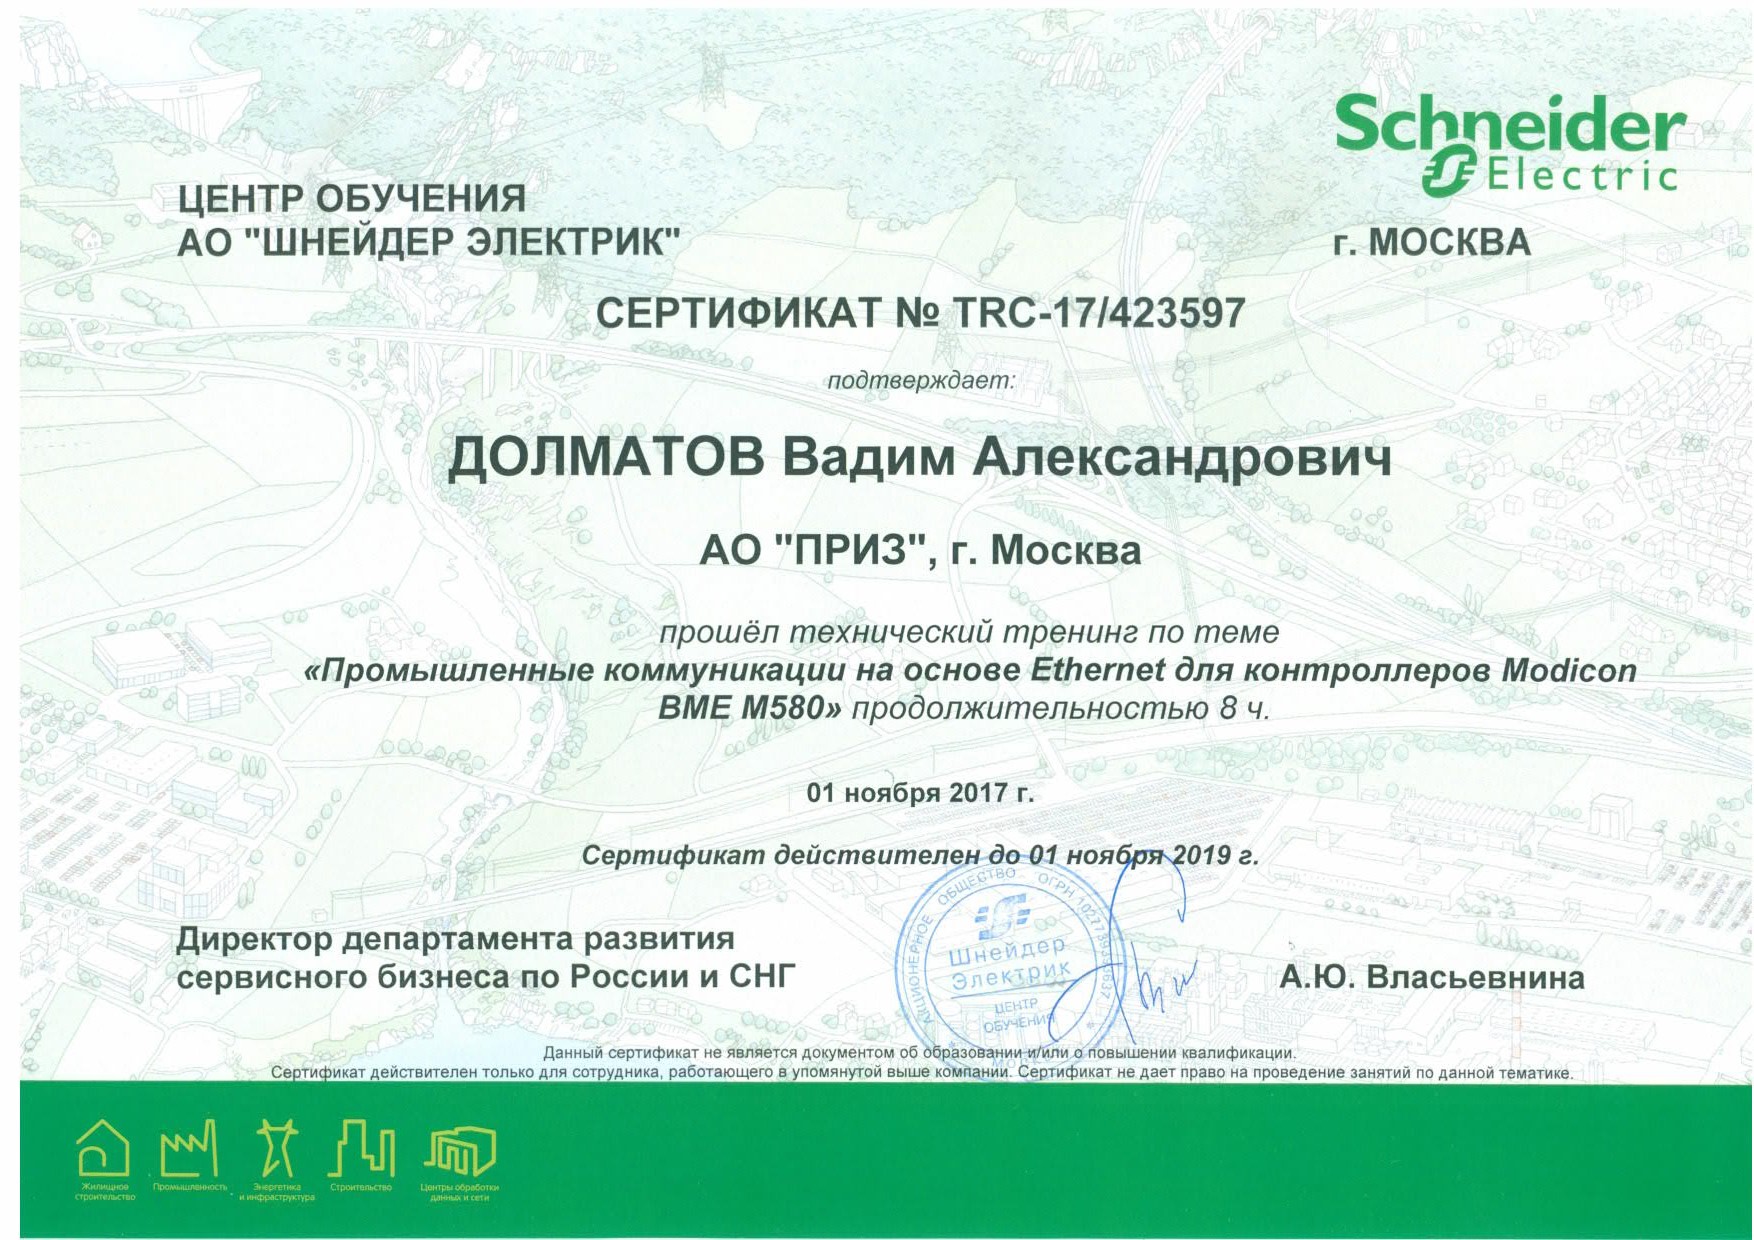 Schneider
Electric
ЦЕНТР ОБУЧЕНИЯ
АО "ШНЕЙДЕР ЭЛЕКТРИК"
г. МОСКВА
СЕРТИФИКАТ № TRC-17/423597
подтверждает:
ДОЛМАТОВ Вадим Александрович
АО "ПРИЗ", г. Москва
прошёл технический тренинг по теме
«Промышленные коммуникации на основе Ethernet для контроллеров Modicon
BME M580» продолжительностью 8 ч.
01 ноября 2017 г.
Сертификат действителен до 01 ноября 2019 г.
Директор департамента развития
сервисного бизнеса по России и СНГ
АКЦИОНЕРНОЕ ОБЩЕСТВО ОГРН
Шнейдер
Электрик
ЦЕНТР
ОБУЧЕНИЯ
А.Ю. Власьевнина
Данный сертификат не является документом об образовании и/или о повышении квалификации.
Сертификат действителен только для сотрудника, работающего в упомянутой выше компании. Сертификат не дает право на проведение занятий по данной тематике.
Жилищное
строительство
Промышленность
Энергетика
и инфраструктура
Строительство
Центры обработки
данных и сети